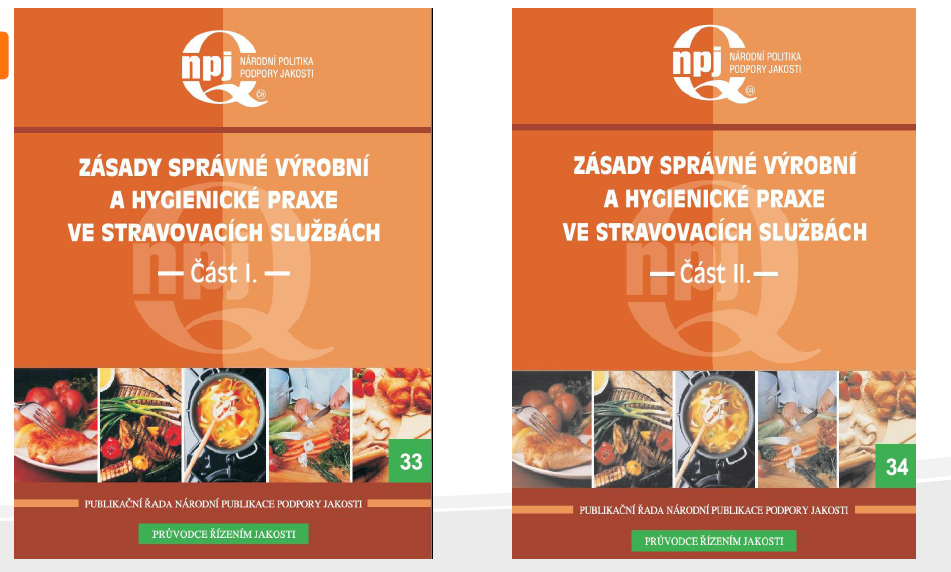 npj
NÁRODNÍ POLITIKA
PODPORY JAKOSTI
ČR
ZÁSADY SPRÁVNÉ VÝROBNÍ
A HYGIENICKÉ PRAXE
VE STRAVOVACÍCH SLUŽBÁCH
— Část I. —
npj
33
PUBLIKAČNÍ ŘADA NÁRODNÍ PUBLIKACE PODPORY JAKOSTI
PRŮVODCE ŘÍZENÍM JAKOSTI
npj
NÁRODNÍ POLITIKA
PODPORY JAKOSTI
ČR
ZÁSADY SPRÁVNÉ VÝROBNÍ
A HYGIENICKÉ PRAXE
VE STRAVOVACÍCH SLUŽBÁCH
— Část II. —
npj
34
PUBLIKAČNÍ ŘADA NÁRODNÍ PUBLIKACE PODPORY JAKOSTI
PRŮVODCE ŘÍZENÍM JAKOSTI